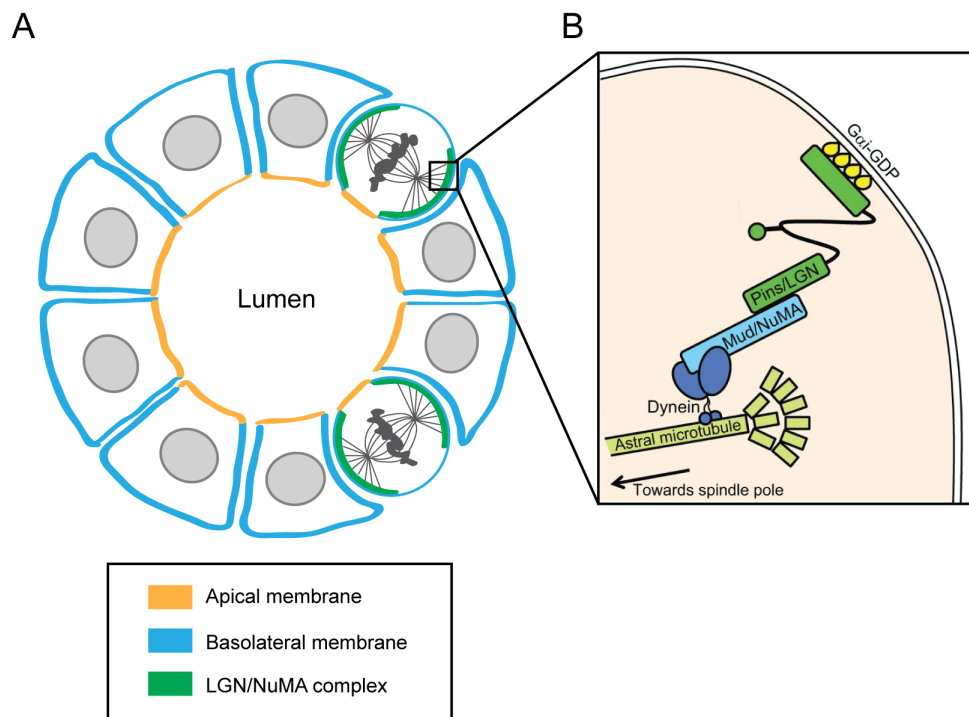 A
B
Lumen
Gαi-GDP
Pins/LGN
Mud/NuMA
Dynein
Astral microtubule
Towards spindle pole
Apical membrane
Basolateral membrane
LGN/NuMA complex